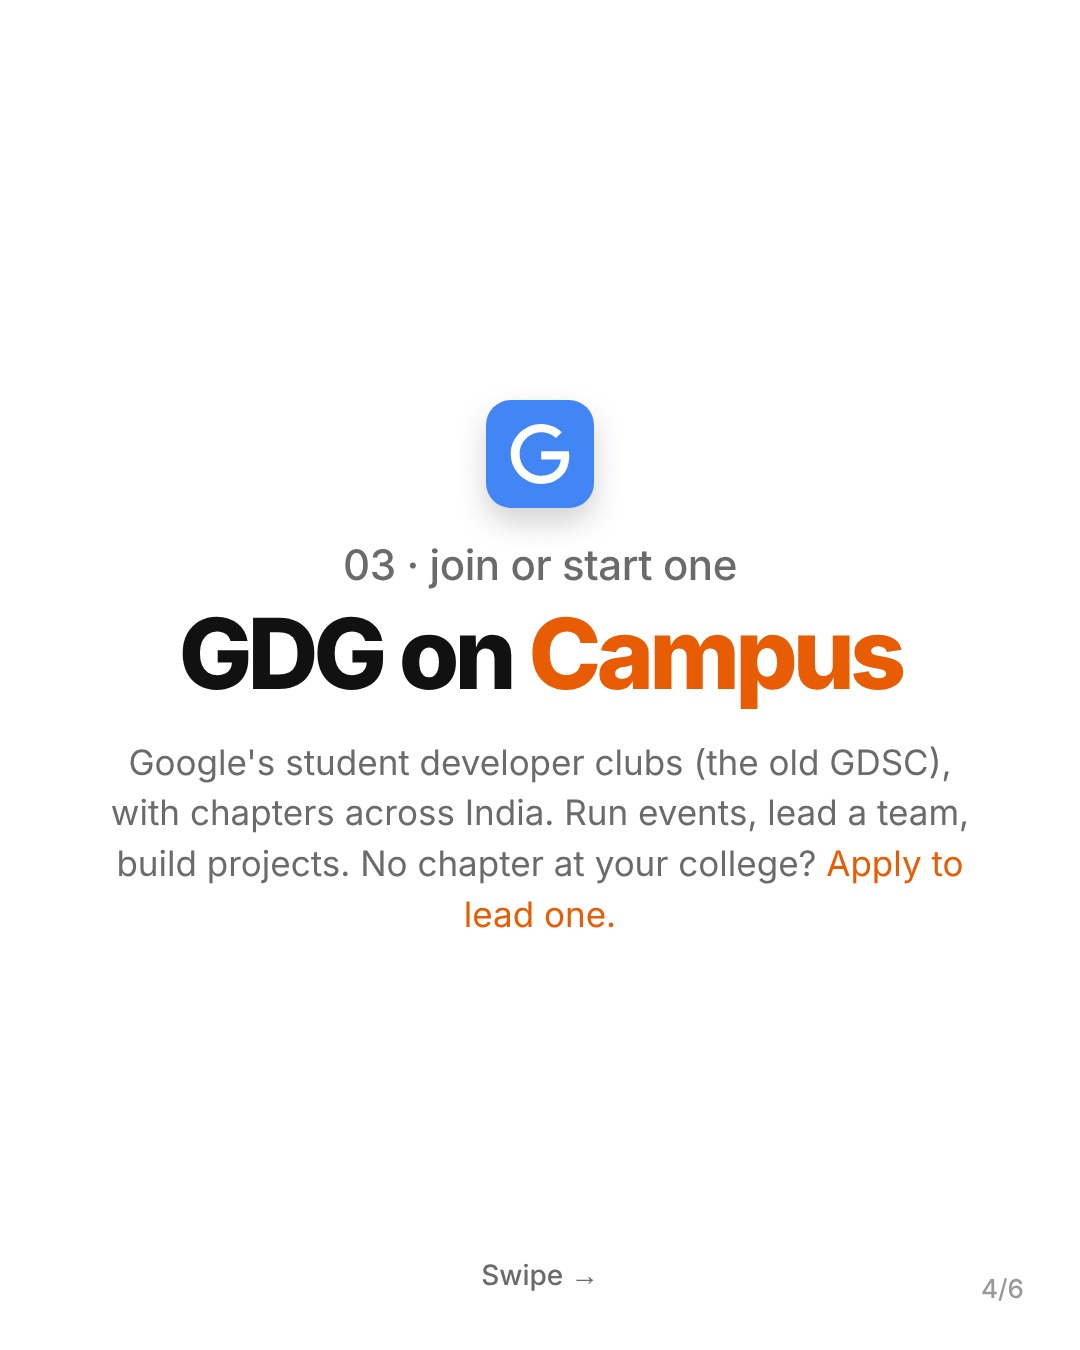 G
03 · join or start one
GDG on Campus
Google's student developer clubs (the old GDSC),
with chapters across India. Run events, lead a team,
build projects. No chapter at your college? Apply to
lead one.
Swipe →
4/6